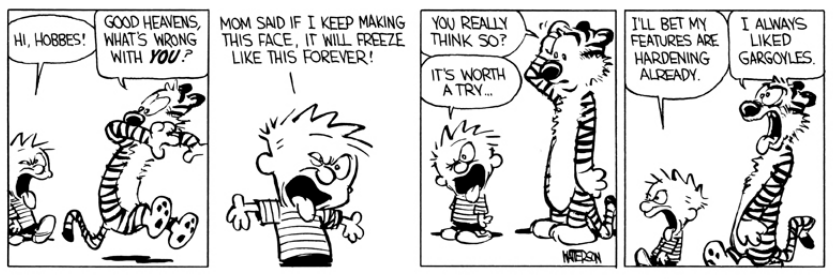 HI, HOBBES!
GOOD HEAVENS,
WHAT'S WRONG
WITH YOU?
MOM SAID IF I KEEP MAKING
THIS FACE, IT WILL FREEZE
LIKE THIS FOREVER!
YOU REALLY
THINK SO?
IT'S WORTH
A TRY...
WATTERSON
I'LL BET MY
FEATURES ARE
HARDENING
ALREADY.
I ALWAYS
LIKED
GARGOYLES.